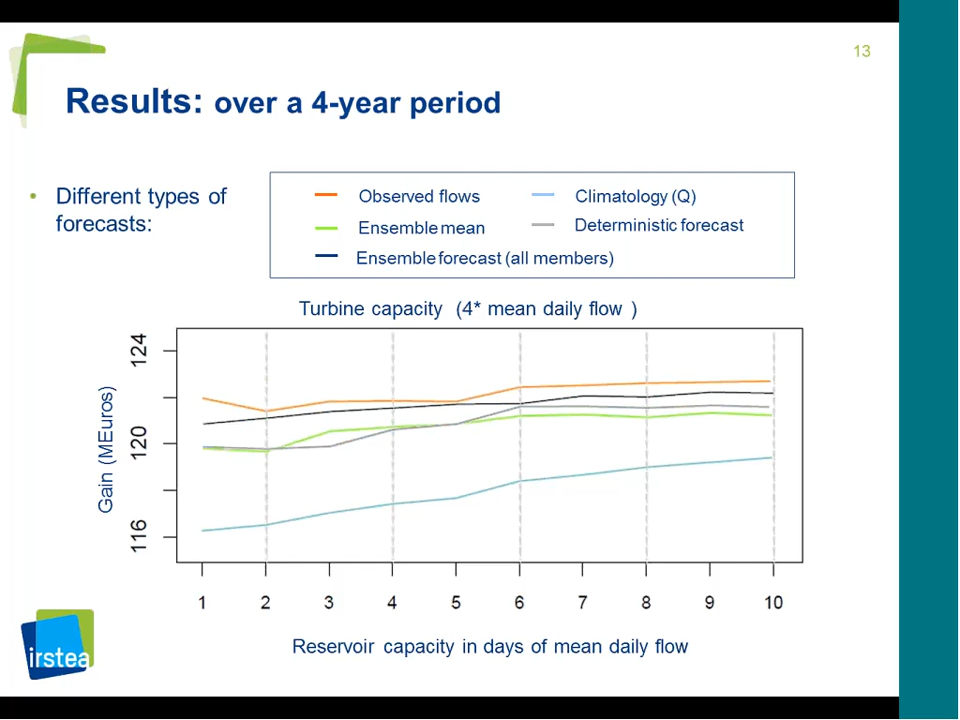 13
Results: over a 4-year period
• Different types of
forecasts:
Observed flows
Climatology (Q)
Ensemble mean
Deterministic forecast
Ensemble forecast (all members)
Turbine capacity (4* mean daily flow )
Gain (MEuros)
124
120
116
1 2 3 4 5 6 7 8 9 10
Reservoir capacity in days of mean daily flow
irstea